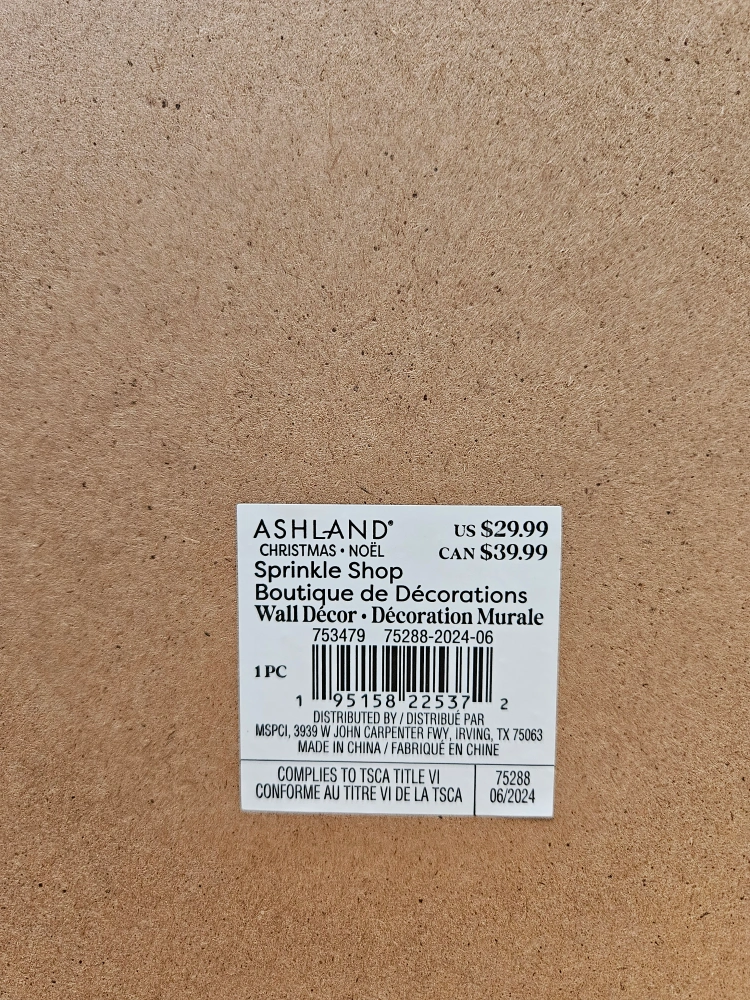 ASHLAND® US $29.99
CHRISTMAS • NOËL CAN $39.99
Sprinkle Shop
Boutique de Décorations
Wall Décor • Décoration Murale
753479 75288-2024-06
1 PC
1 95158 22537 2
DISTRIBUTED BY / DISTRIBUÉ PAR
MSPCI, 3939 W JOHN CARPENTER FWY, IRVING, TX 75063
MADE IN CHINA / FABRIQUÉ EN CHINE
COMPLIES TO TSCA TITLE VI 75288
CONFORME AU TITRE VI DE LA TSCA 06/2024